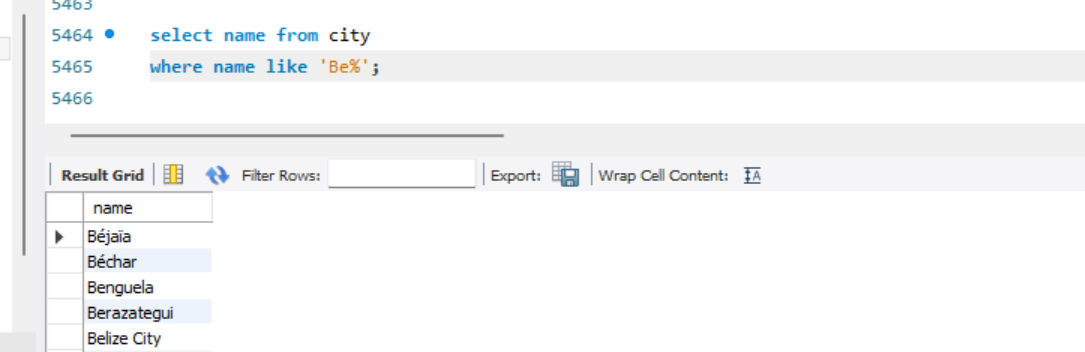 5463
5464 select name from city
5465 where name like 'Be%';
5466
Result Grid Filter Rows: Export: Wrap Cell Content: IA
name
Béjaïa
Béchar
Benguela
Berazategui
Belize City